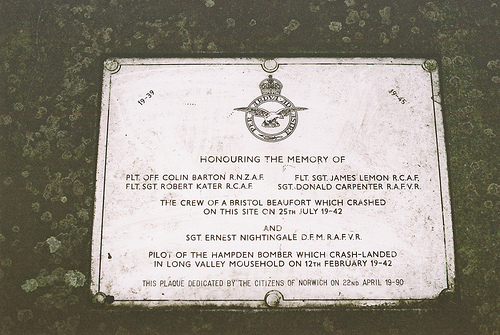 19-39
19-45
HONOURING THE MEMORY OF
PLT. OFF. COLIN BARTON R.N.Z.A.F. FLT. SGT. JAMES LEMON R.C.A.F.
FLT. SGT. ROBERT KATER R.C.A.F. SGT. DONALD CARPENTER R.A.F.V.R.
THE CREW OF A BRISTOL BEAUFORT WHICH CRASHED
ON THIS SITE ON 25TH JULY 19-42
AND
SGT ERNEST NIGHTINGALE D.F.M. R.A.F.V.R.
PILOT OF THE HAMPDEN BOMBER WHICH CRASH-LANDED
IN LONG VALLEY MOUSEHOLD ON 12TH FEBRUARY 19-42
THIS PLAQUE DEDICATED BY THE CITIZENS OF NORWICH ON 22ND APRIL 19-90